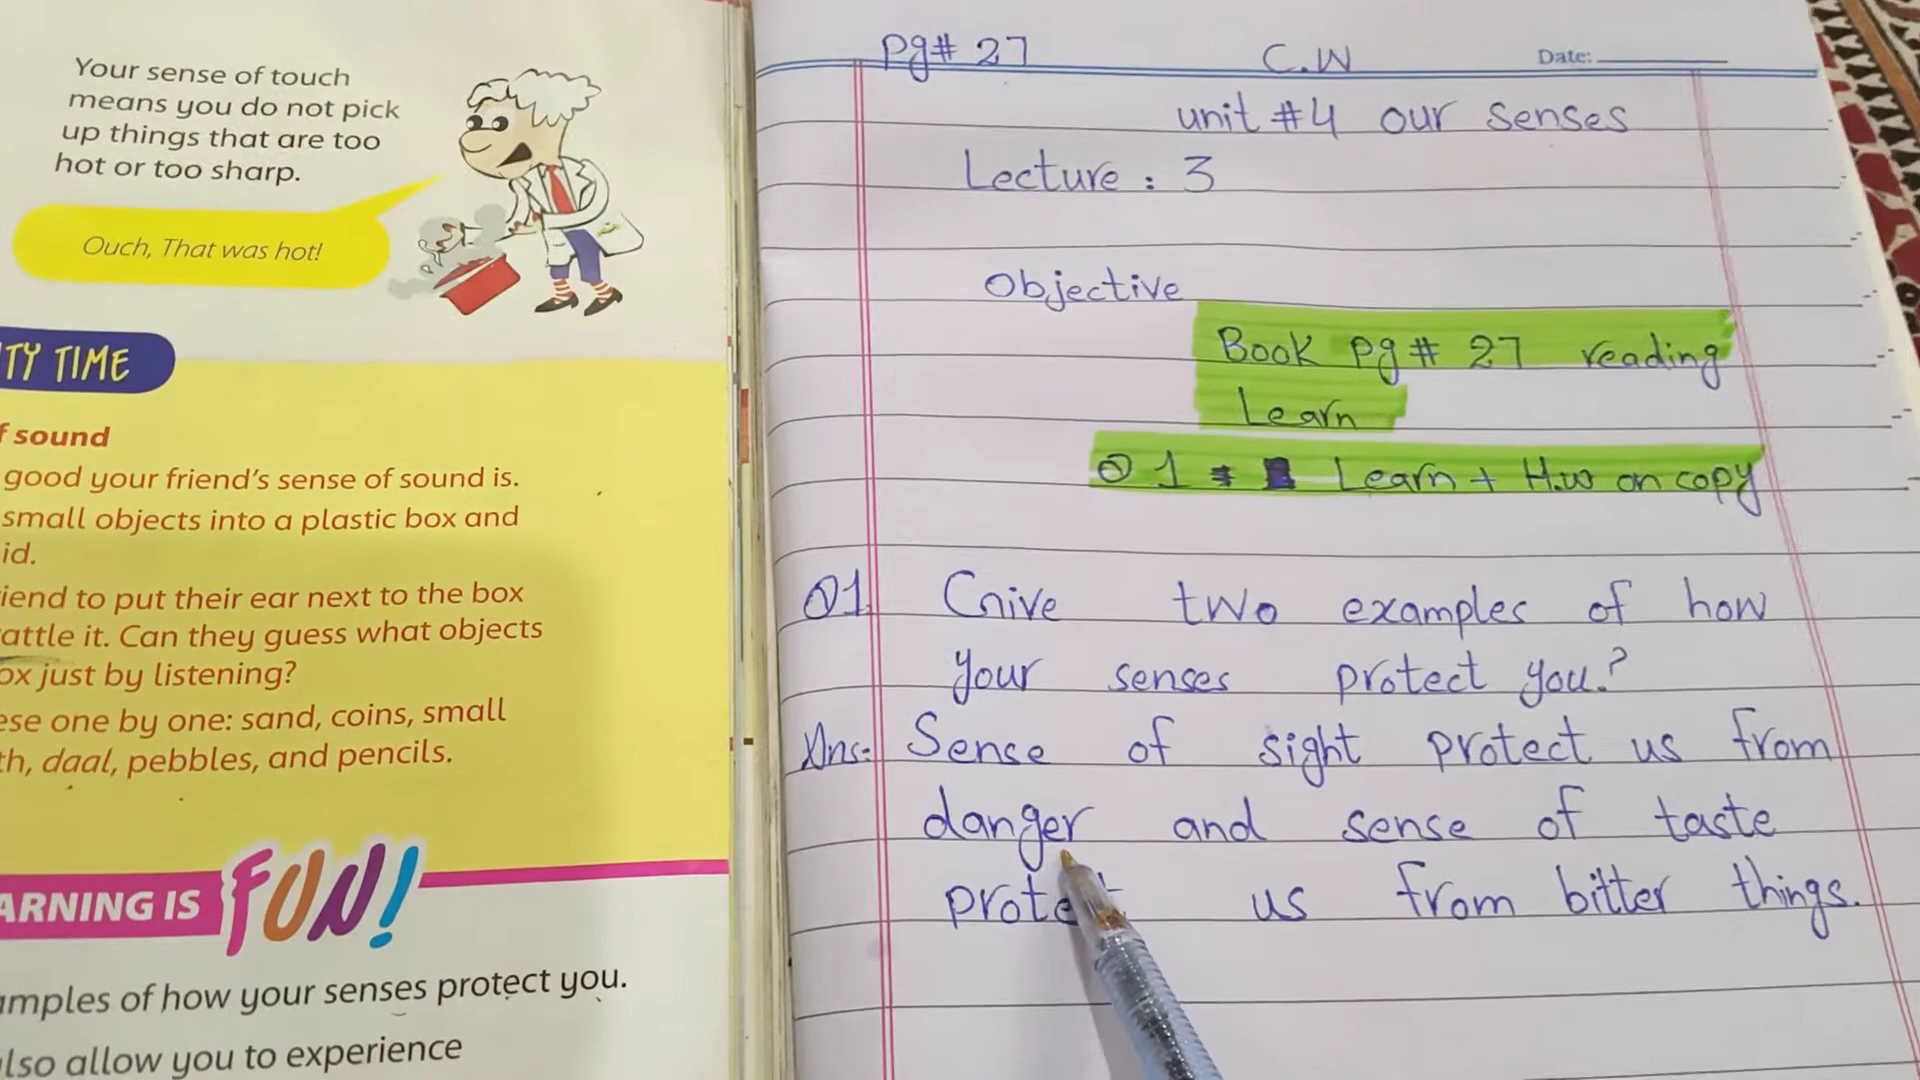 Your sense of touch
means you do not pick
up things that are too
hot or too sharp.
Ouch, That was hot!
TY TIME
f sound
good your friend's sense of sound is.
small objects into a plastic box and
id.
iend to put their ear next to the box
attle it. Can they guess what objects
ox just by listening?
ese one by one: sand, coins, small
th, daal, pebbles, and pencils.
ARNING IS FUN!
amples of how your senses protect you.
also allow you to experience
Pg# 27 C.W Date:
unit #4 our senses
Lecture : 3
Objective
Book pg# 27 reading
Learn
Q 1 Learn + H.w on copy
Q1. Give two examples of how
your senses protect you?
Ans: Sense of sight protect us from
danger and sense of taste
protect us from bitter things.